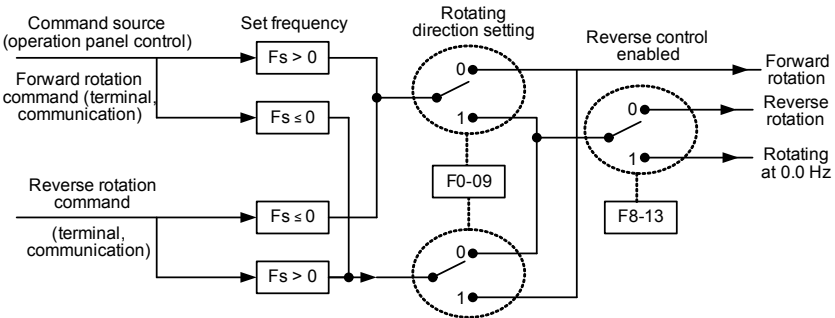 Command source
(operation panel control)
Forward rotation
command (terminal,
communication)
Set frequency
Fs > 0
Fs ≤ 0
Reverse rotation
command
(terminal,
communication)
Fs ≤ 0
Fs > 0
Rotating
direction setting
0
1
F0-09
0
1
Reverse control
enabled
0
1
F8-13
Forward
rotation
Reverse
rotation
Rotating
at 0.0 Hz